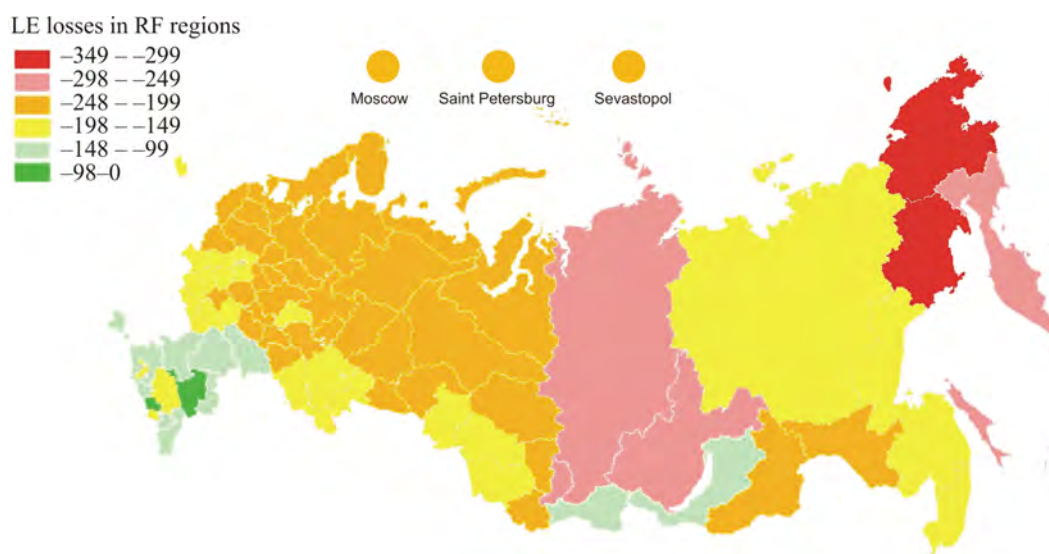 LE losses in RF regions
–349 – –299
–298 – –249
–248 – –199
–198 – –149
–148 – –99
–98–0
Moscow
Saint Petersburg
Sevastopol